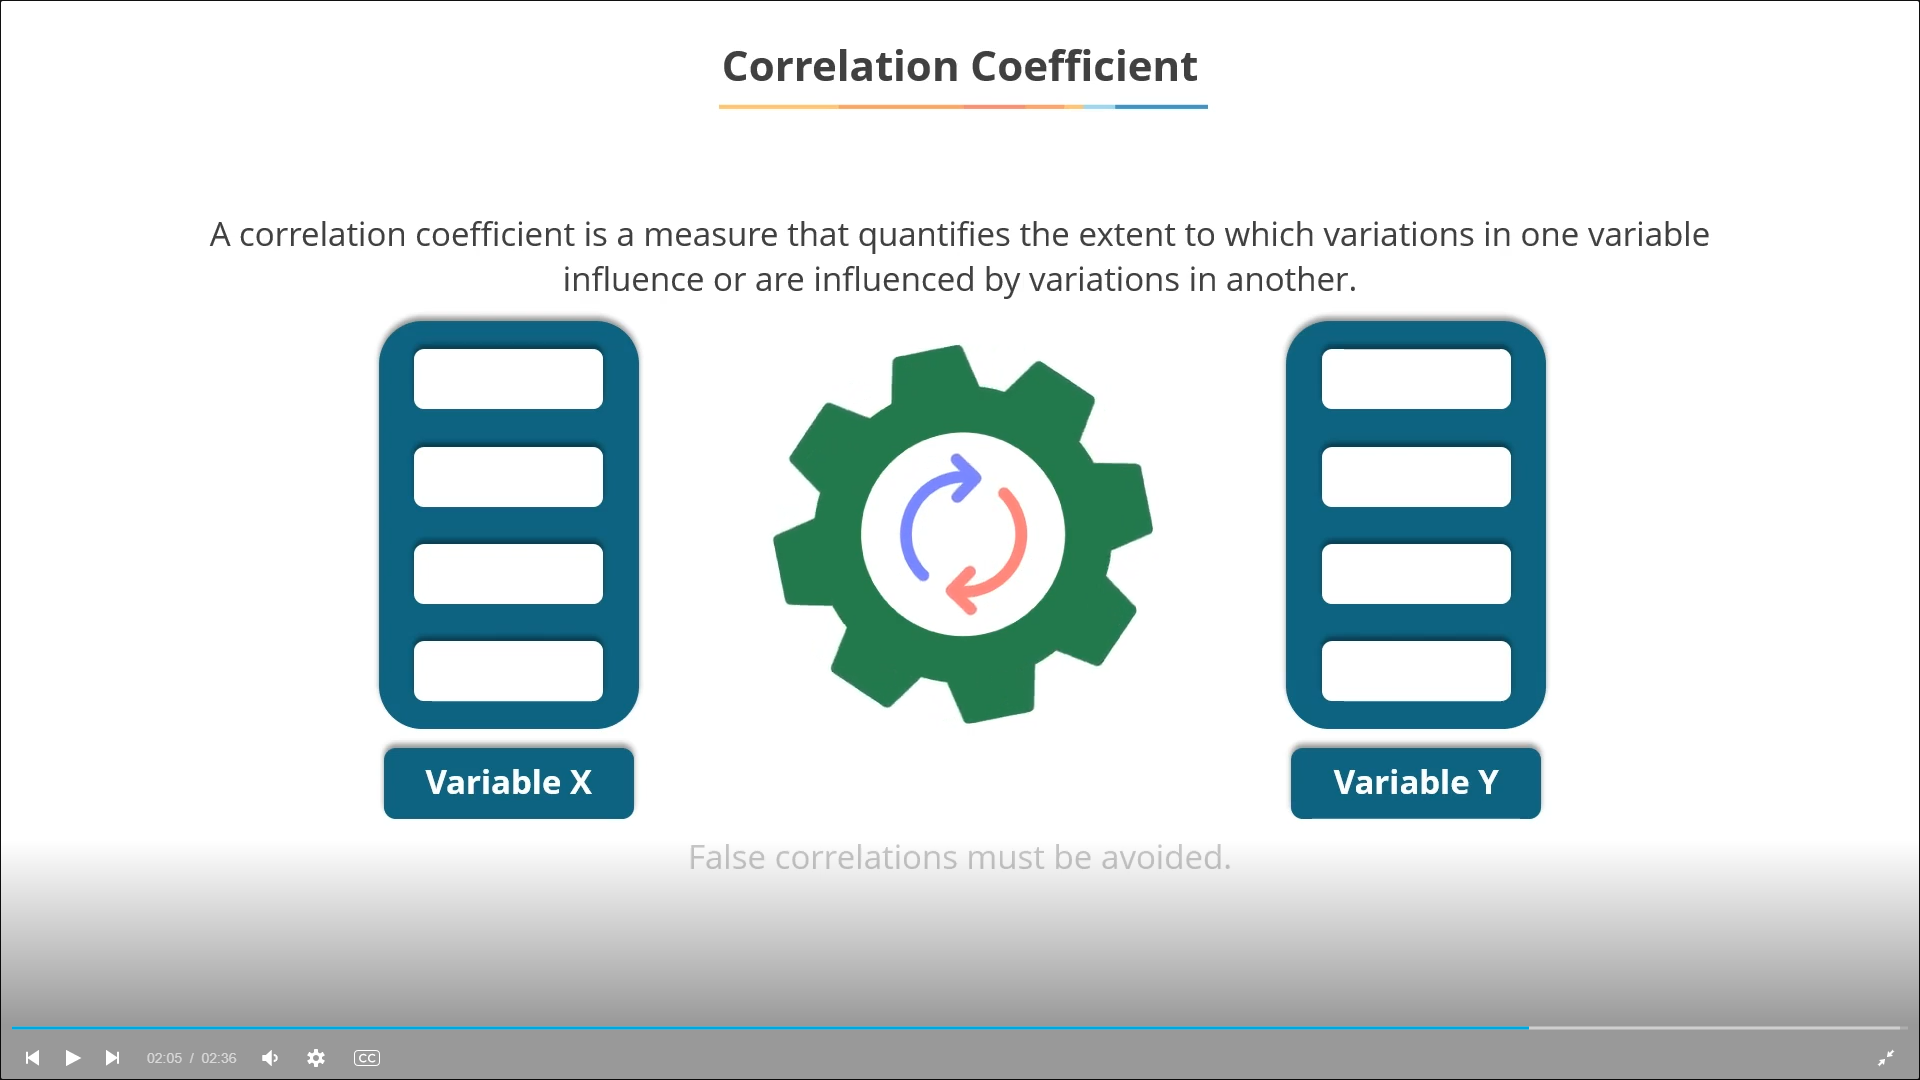 Correlation Coefficient
A correlation coefficient is a measure that quantifies the extent to which variations in one variable
influence or are influenced by variations in another.
Variable X
Variable Y
False correlations must be avoided.
02:05 / 02:36
CC